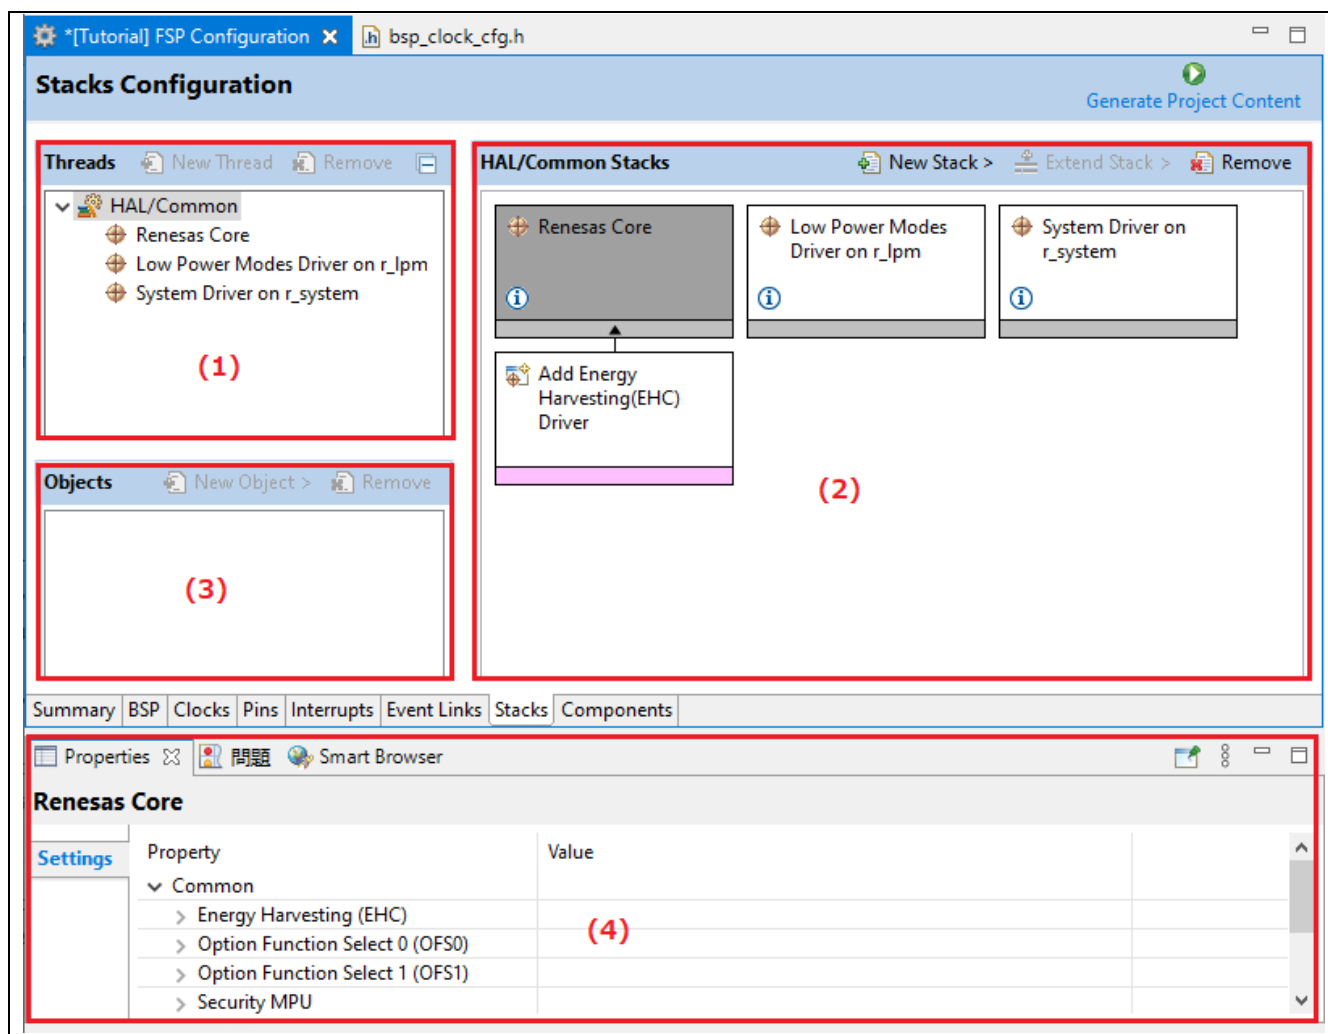 *[Tutorial] FSP Configuration
bsp_clock_cfg.h
Stacks Configuration
Generate Project Content
Threads
New Thread
Remove
HAL/Common
Renesas Core
Low Power Modes Driver on r_lpm
System Driver on r_system
(1)
HAL/Common Stacks
New Stack >
Extend Stack >
Remove
Renesas Core
Low Power Modes
Driver on r_lpm
System Driver on
r_system
Add Energy
Harvesting(EHC)
Driver
(2)
Objects
New Object >
Remove
(3)
Summary
BSP
Clocks
Pins
Interrupts
Event Links
Stacks
Components
Properties
問題
Smart Browser
Renesas Core
Settings
Property
Value
Common
Energy Harvesting (EHC)
Option Function Select 0 (OFS0)
Option Function Select 1 (OFS1)
Security MPU
(4)